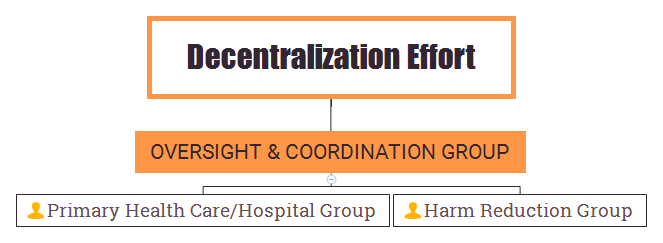 Decentralization Effort
OVERSIGHT & COORDINATION GROUP
Primary Health Care/Hospital Group
Harm Reduction Group